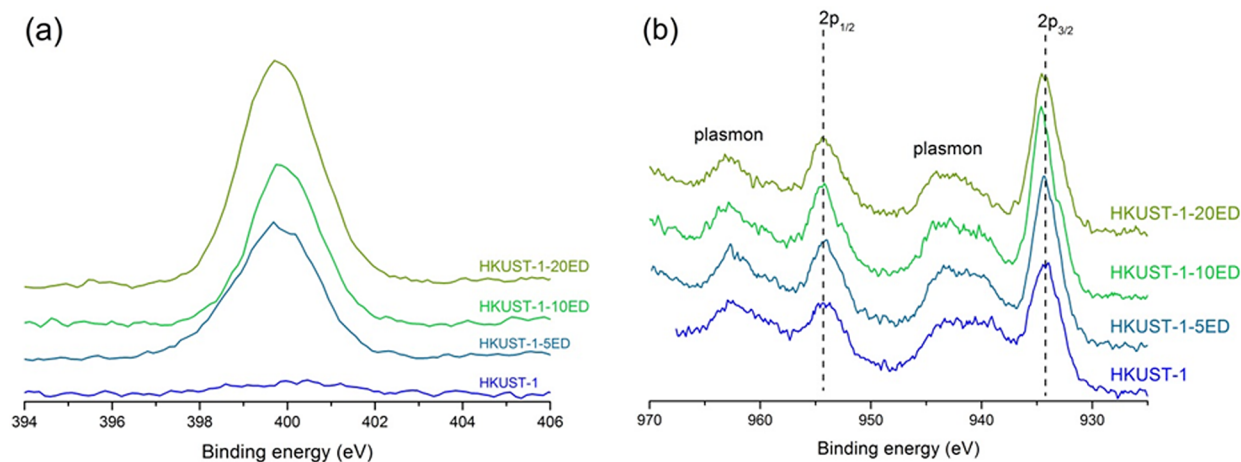 (a)
HKUST-1-20ED
HKUST-1-10ED
HKUST-1-5ED
HKUST-1
394 396 398 400 402 404 406
Binding energy (eV)
(b)
2p1/2
2p3/2
plasmon
plasmon
HKUST-1-20ED
HKUST-1-10ED
HKUST-1-5ED
HKUST-1
970 960 950 940 930
Binding energy (eV)